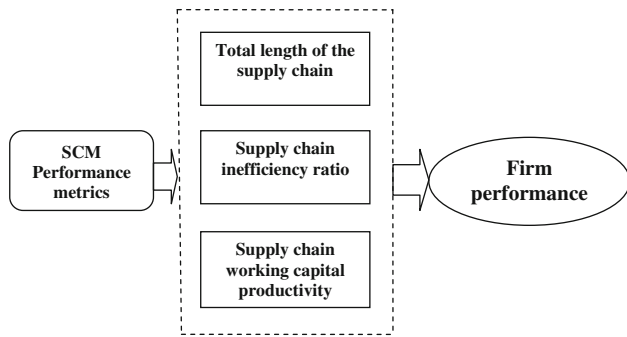 SCM
Performance
metrics
Total length of the
supply chain
Supply chain
inefficiency ratio
Supply chain
working capital
productivity
Firm
performance